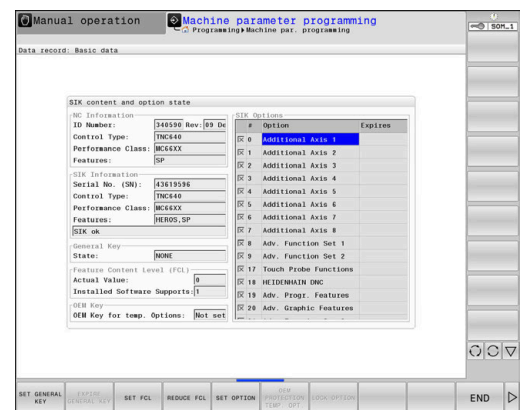 Manual operation
Machine parameter programming
Programming▶Machine par. programming
SOM_1
Data record: Basic data
SIK content and option state
NC Information
ID Number: 340590 Rev: 09 De
Control Type: TNC640
Performance Class: MC66XX
Features: SP
SIK Information
Serial No. (SN): 43619596
Control Type: TNC640
Performance Class: MC66XX
Features: HEROS,SP
SIK ok
General Key
State: NONE
Feature Content Level (FCL)
Actual Value: 0
Installed Software Supports: 1
OEM Key
OEM Key for temp. Options: Not set
SIK Options
# Option Expires
0 Additional Axis 1
1 Additional Axis 2
2 Additional Axis 3
3 Additional Axis 4
4 Additional Axis 5
5 Additional Axis 6
6 Additional Axis 7
7 Additional Axis 8
8 Adv. Function Set 1
9 Adv. Function Set 2
17 Touch Probe Functions
18 HEIDENHAIN DNC
19 Adv. Progr. Features
20 Adv. Graphic Features
SET GENERAL KEY
EXPIRE GENERAL KEY
SET FCL
REDUCE FCL
SET OPTION
OEM PROTECTION TEMP. OPT
LOCK OPTION
END